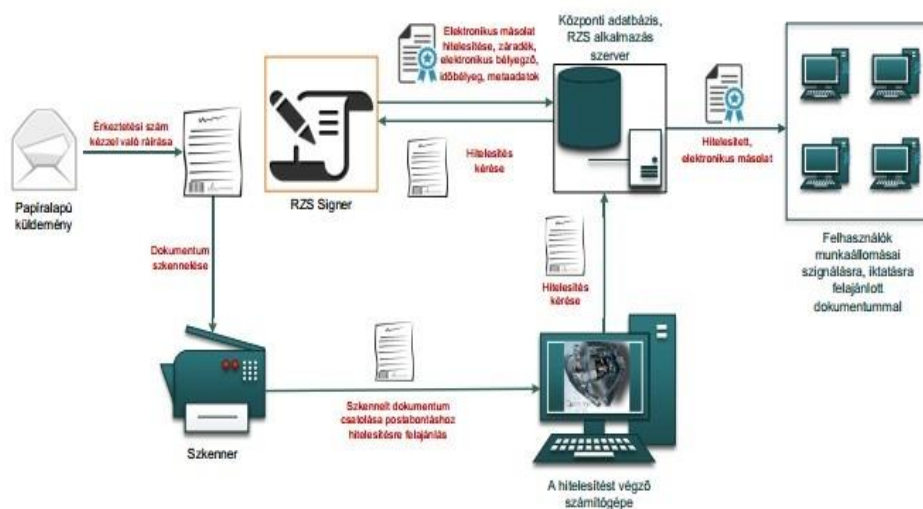 Elektronikus másolat
hitelesítése, záradék,
elektronikus bélyegző,
időbélyeg, metaadatok
Központi adatbázis,
RZS alkalmazás
szerver
Érkeztetési szám
kézzel való ráírása
Hitelesítés
kérése
Hitelesített,
elektronikus másolat
Papíralapú
küldemény
RZS Signer
Dokumentum
szkennelése
Hitelesítés
kérése
Felhasználók
munkaállomásai
szignálásra, iktatásra
felajánlott
dokumentummal
Szkennelt dokumentum
csatolása postabontáshoz
hitelesítésre felajánlás
Szkenner
A hitelesítést végző
számítógépe